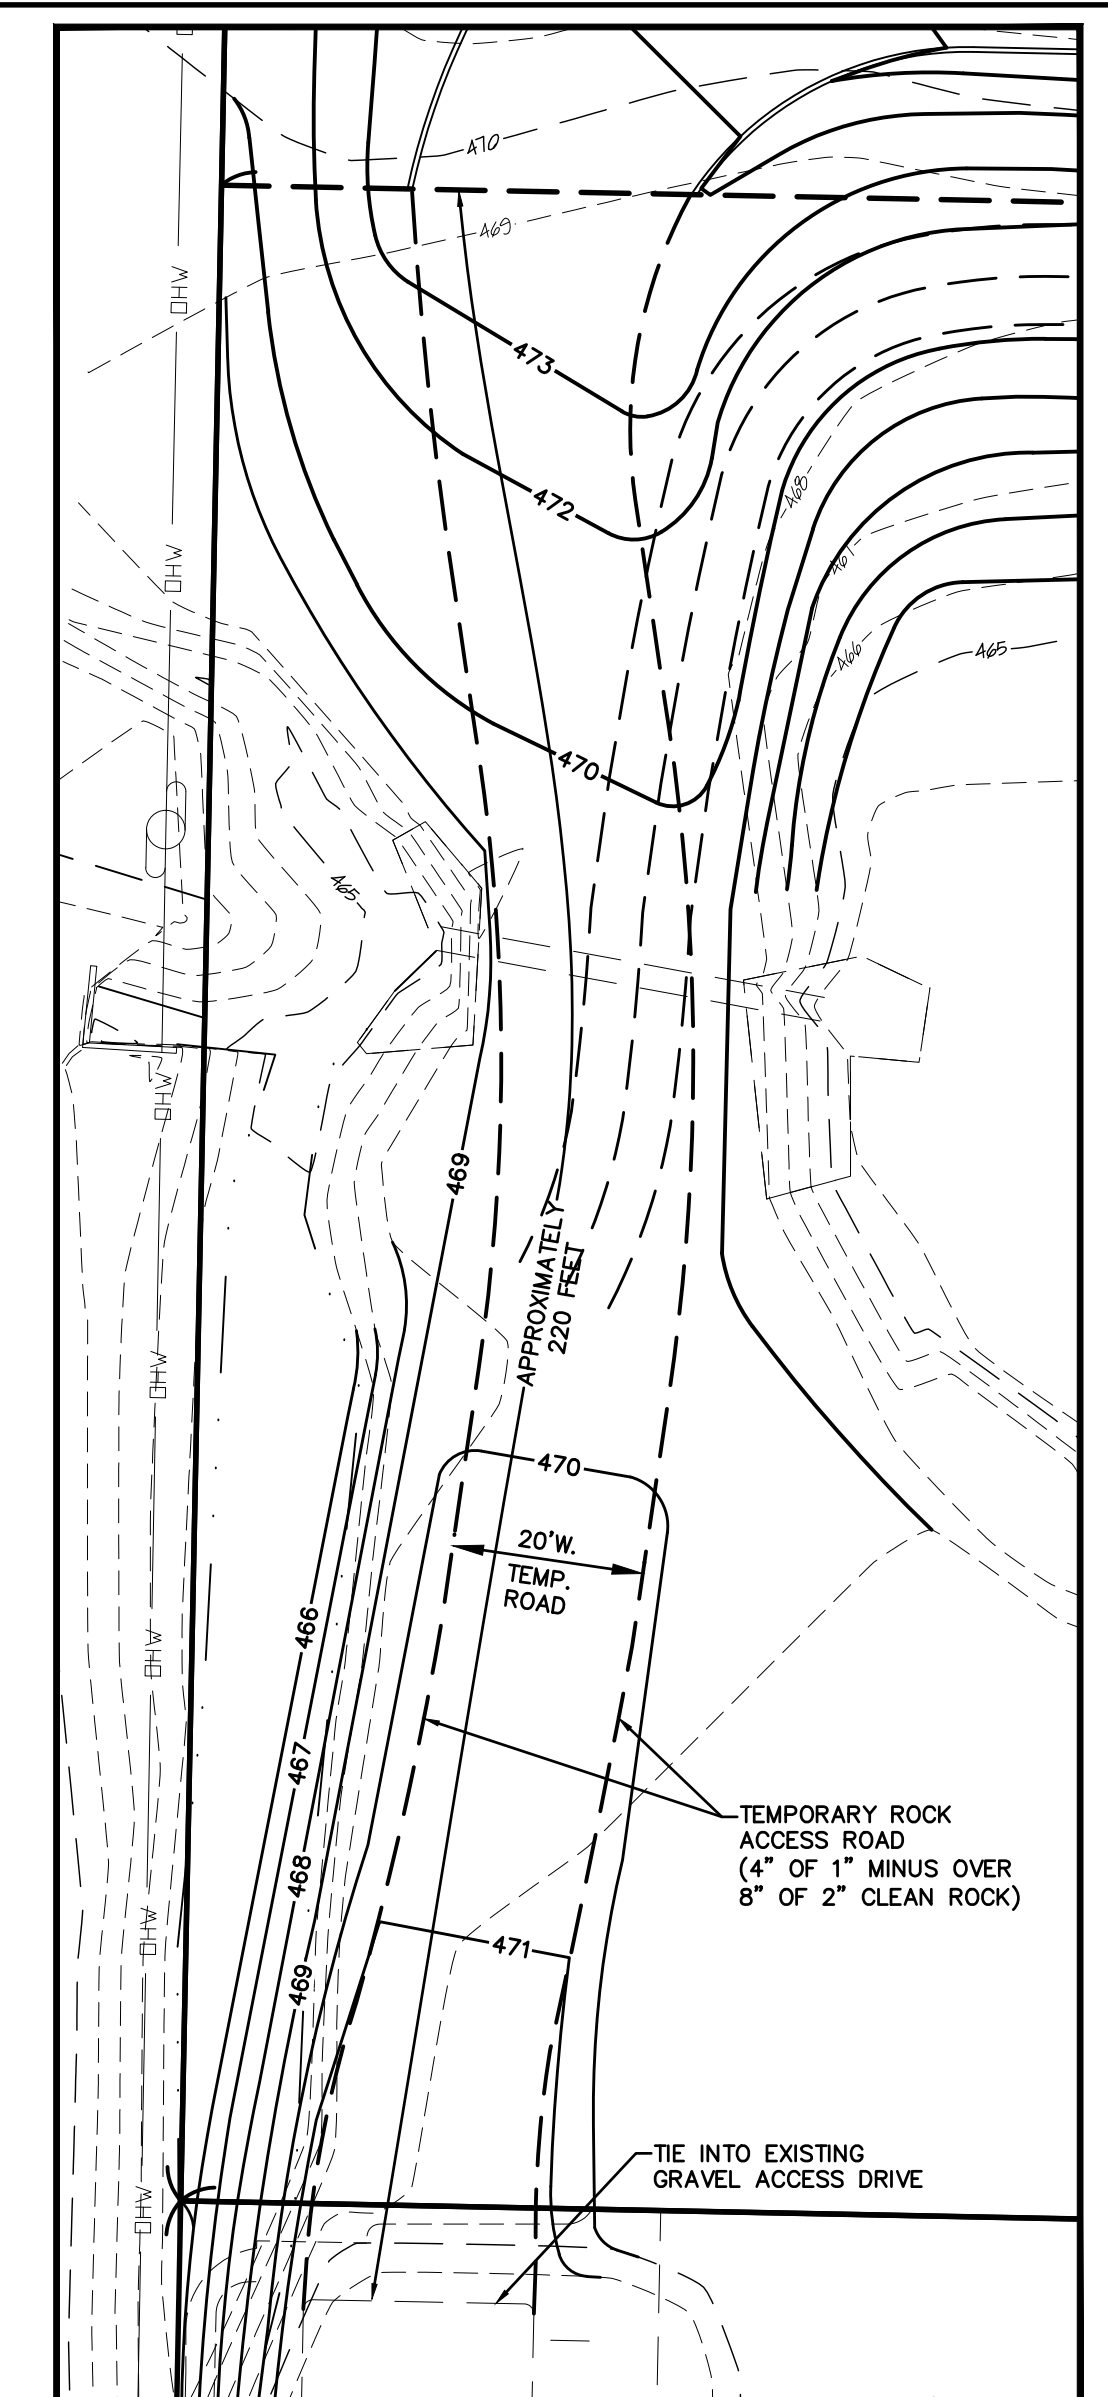 470
469
OHW
473
472
468
467
OHW
466
465
470
465
OHW
469
APPROXIMATELY
220 FEET
OHW
470
20'W.
TEMP.
ROAD
466
OHW
467
TEMPORARY ROCK
ACCESS ROAD
(4" OF 1" MINUS OVER
8" OF 2" CLEAN ROCK)
468
OHW
471
469
TIE INTO EXISTING
GRAVEL ACCESS DRIVE
OHW